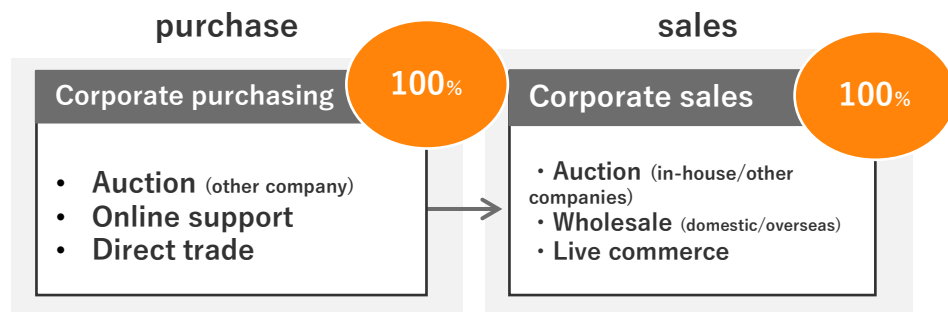 purchase
Corporate purchasing
100%
• Auction (other company)
• Online support
• Direct trade
sales
Corporate sales
100%
・Auction (in-house/other
companies)
・Wholesale (domestic/overseas)
・Live commerce